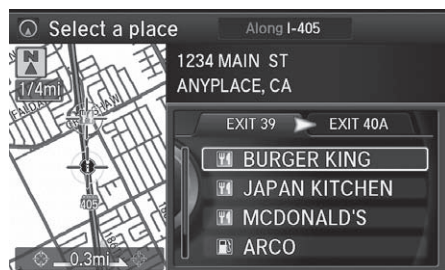 Select a place
Along I-405
N
1/4mi
1234 MAIN ST
ANYPLACE, CA
EXIT 39
EXIT 40A
BURGER KING
JAPAN KITCHEN
MCDONALD'S
ARCO
405
0.3mi